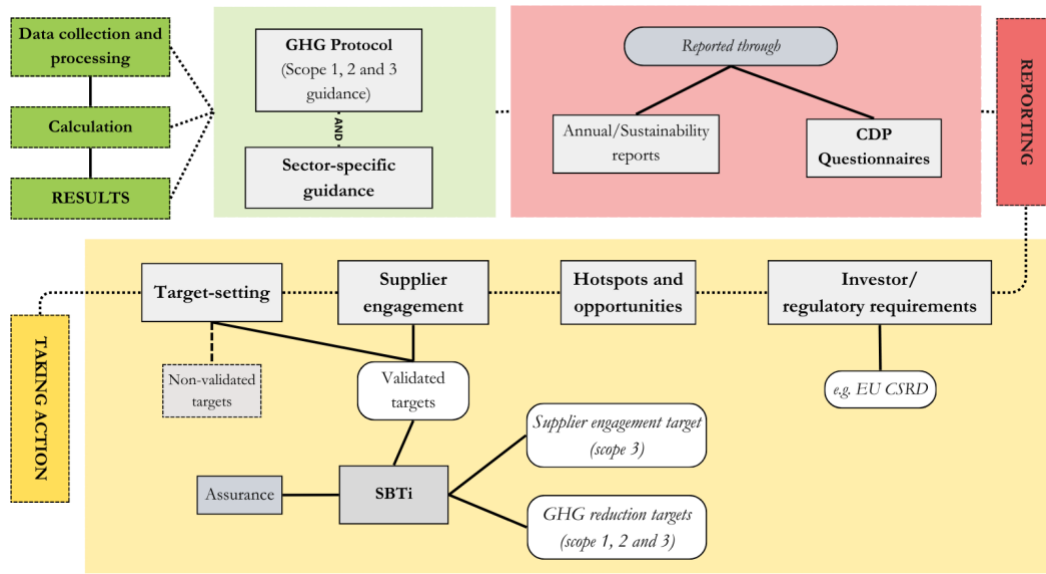 Data collection and
processing
Calculation
RESULTS
GHG Protocol
(Scope 1, 2 and 3
guidance)
AND
Sector-specific
guidance
Reported through
Annual/Sustainability
reports
CDP
Questionnaires
REPORTING
Target-setting
Supplier
engagement
Hotspots and
opportunities
Investor/
regulatory requirements
TAKING ACTION
Non-validated
targets
Validated
targets
e.g. EU CSRD
Supplier engagement target
(scope 3)
Assurance
SBTi
GHG reduction targets
(scope 1, 2 and 3)